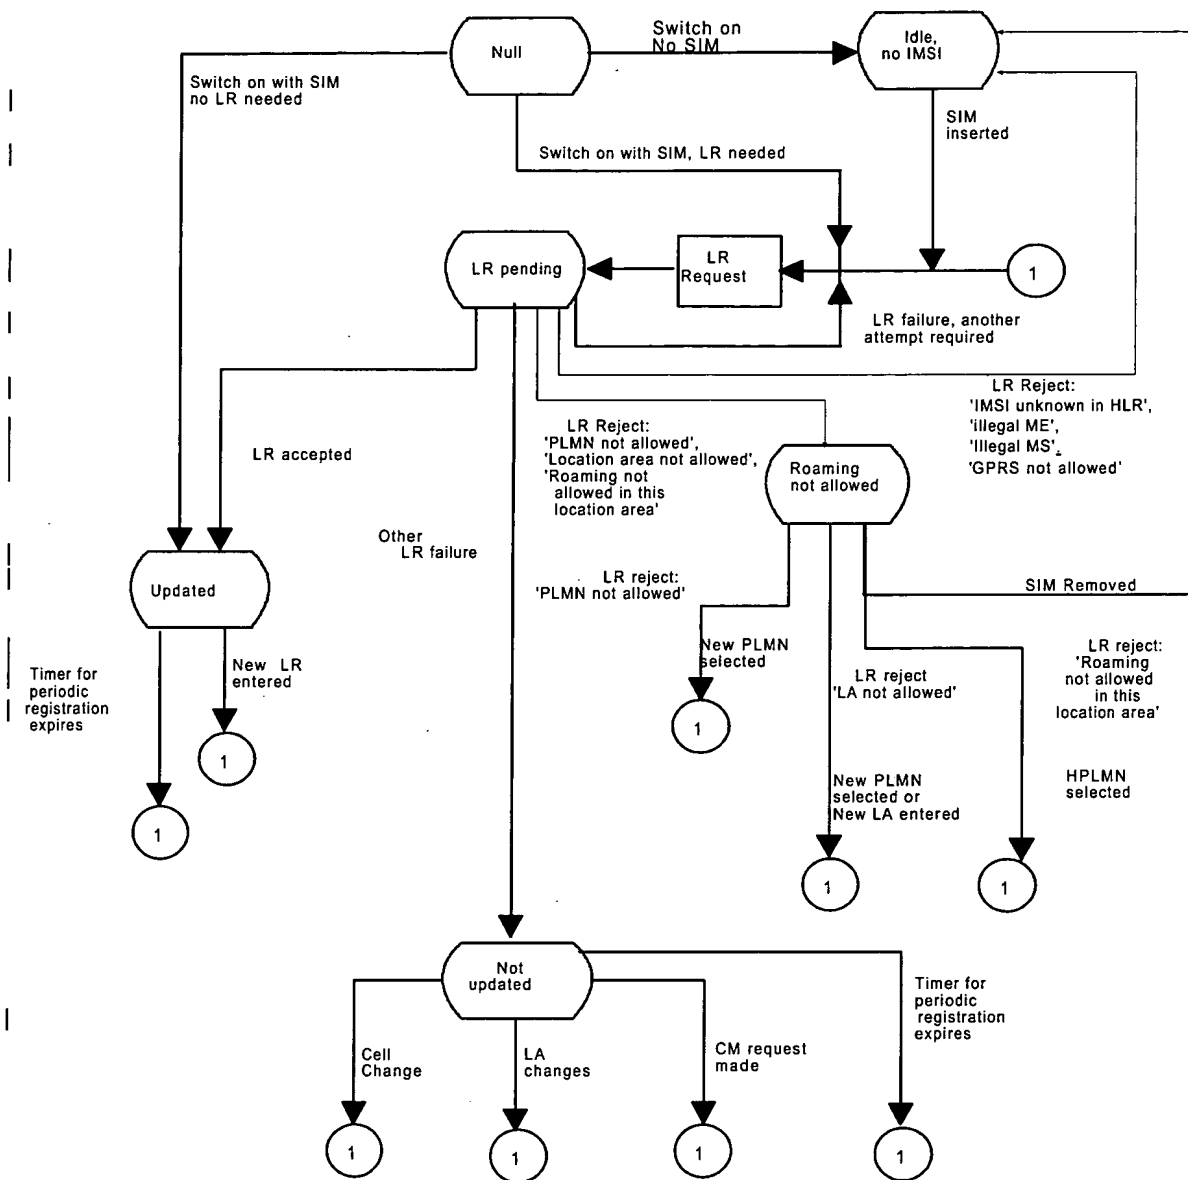 Null
Switch on
No SIM
Idle,
no IMSI
Switch on with SIM
no LR needed
SIM
inserted
Switch on with SIM, LR needed
LR pending
LR
Request
1
LR failure, another
attempt required
LR Reject:
'IMSI unknown in HLR',
'illegal ME',
'Illegal MS',
'GPRS not allowed'
LR Reject:
'PLMN not allowed',
'Location area not allowed',
'Roaming not
allowed in this
location area'
LR accepted
Roaming
not allowed
Other
LR failure
Updated
LR reject:
'PLMN not allowed'
SIM Removed
New PLMN
selected
LR reject
'LA not allowed'
LR reject:
'Roaming
not allowed
in this
location area'
Timer for
periodic
registration
expires
New LR
entered
1
1
1
New PLMN
selected or
New LA entered
HPLMN
selected
1
1
Not
updated
Timer for
periodic
registration
expires
Cell
Change
LA
changes
CM request
made
1
1
1
1